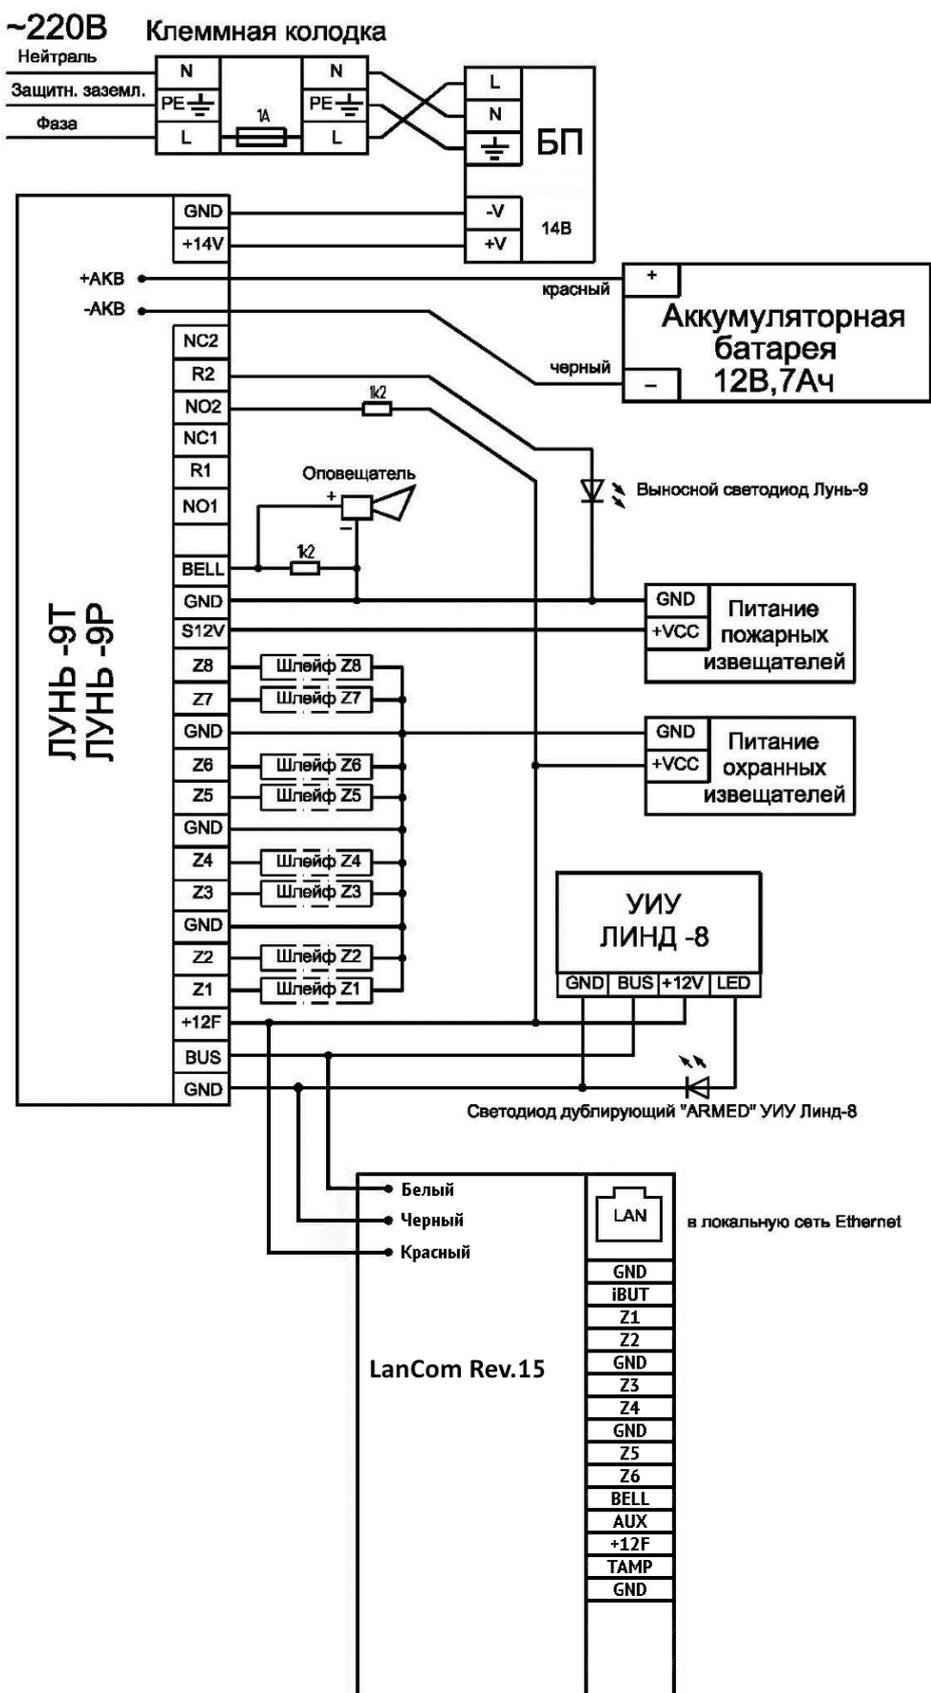 ~220В
Клеммная колодка
Нейтраль
Защитн. заземл.
Фаза
N
PE
L
1A
N
PE
L
L
N
БП
-V
+V
14В
GND
+14V
+АКВ
-АКВ
красный
черный
+
–
Аккумуляторная
батарея
12В,7Ач
NC2
R2
NO2
NC1
R1
NO1
BELL
GND
S12V
Z8
Z7
GND
Z6
Z5
GND
Z4
Z3
GND
Z2
Z1
+12F
BUS
GND
ЛУНЬ -9Т
ЛУНЬ -9Р
1k2
Оповещатель
+
–
1k2
Выносной светодиод Лунь-9
GND
+VCC
Питание
пожарных
извещателей
Шлейф Z8
Шлейф Z7
Шлейф Z6
Шлейф Z5
Шлейф Z4
Шлейф Z3
Шлейф Z2
Шлейф Z1
GND
+VCC
Питание
охранных
извещателей
УИУ
ЛИНД -8
GND BUS +12V LED
Светодиод дублирующий "ARMED" УИУ Линд-8
Белый
Черный
Красный
LanCom Rev.15
LAN
в локальную сеть Ethernet
GND
iBUT
Z1
Z2
GND
Z3
Z4
GND
Z5
Z6
BELL
AUX
+12F
TAMP
GND